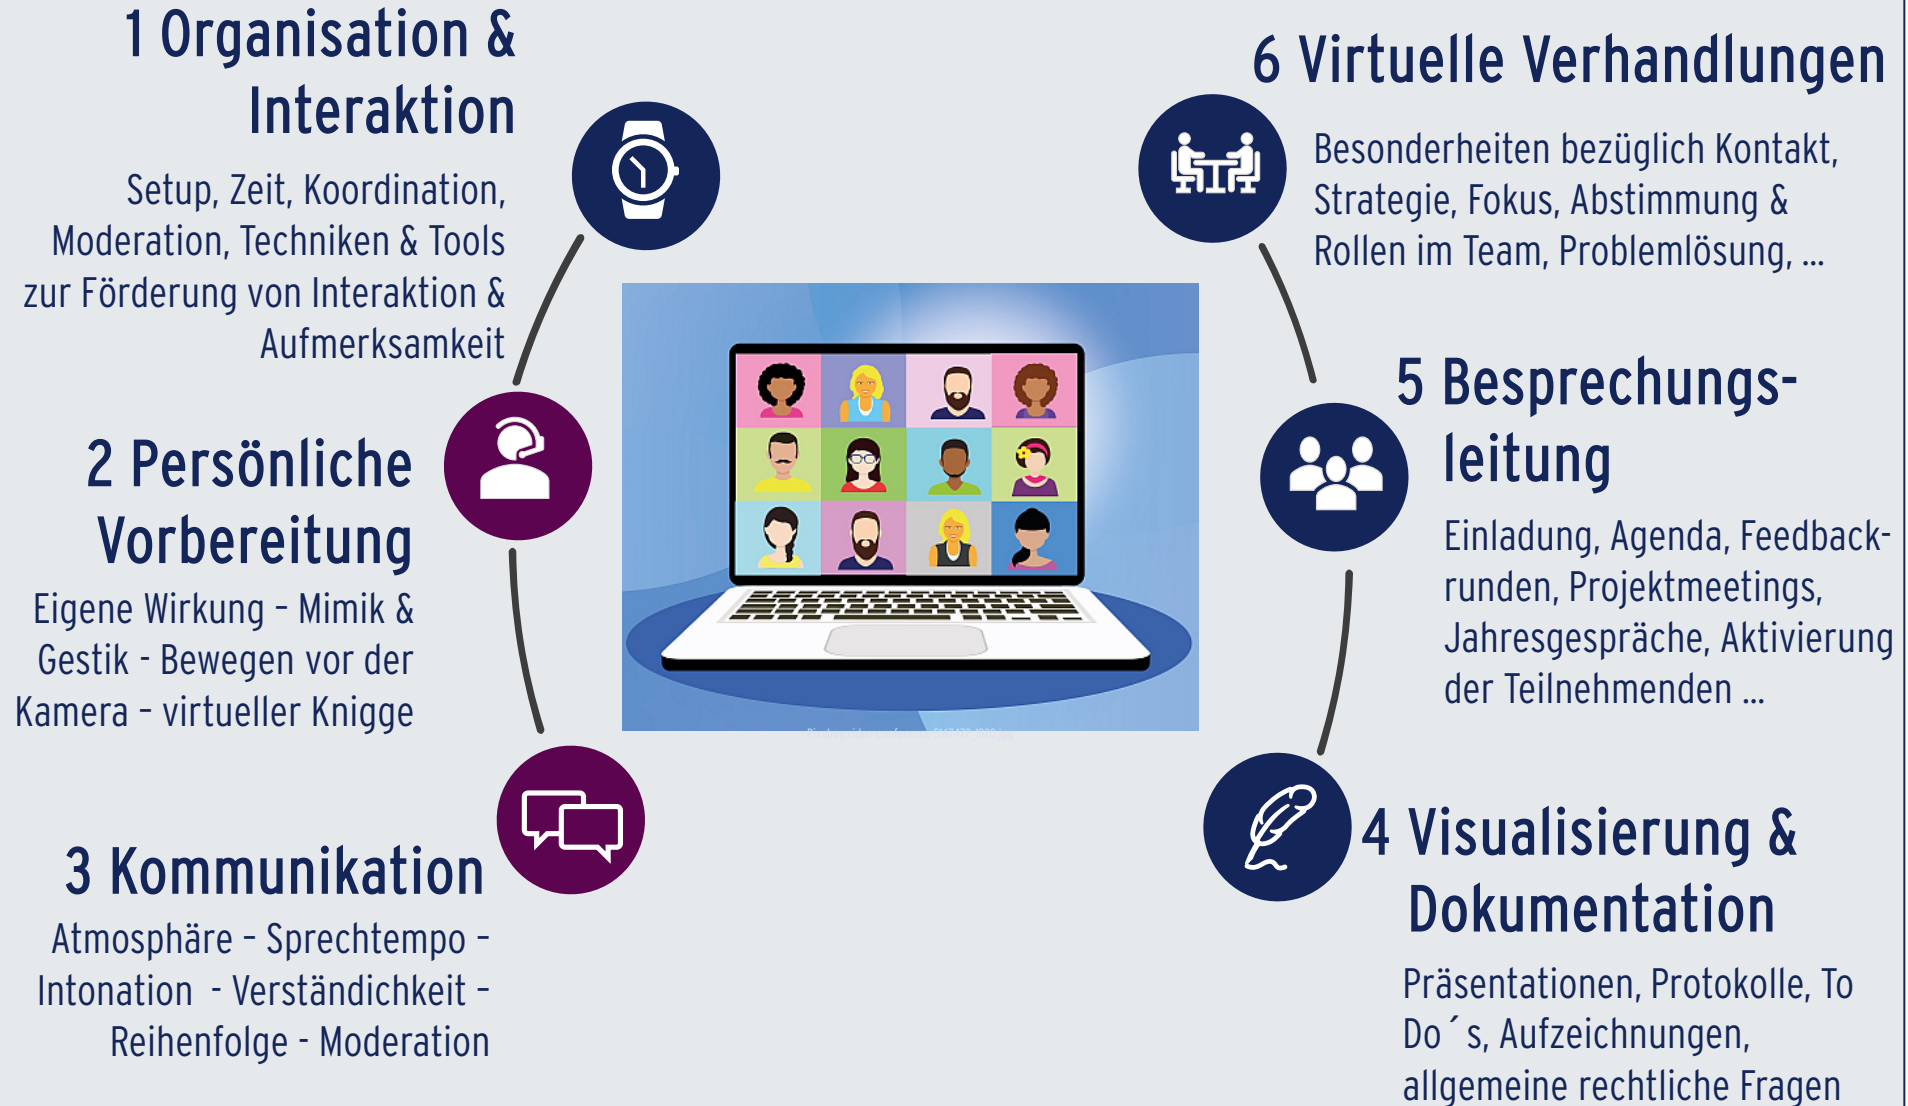 1 Organisation &
Interaktion
Setup, Zeit, Koordination,
Moderation, Techniken & Tools
zur Förderung von Interaktion &
Aufmerksamkeit
2 Persönliche
Vorbereitung
Eigene Wirkung – Mimik &
Gestik - Bewegen vor der
Kamera – virtueller Knigge
3 Kommunikation
Atmosphäre – Sprechtempo –
Intonation - Verständichkeit –
Reihenfolge - Moderation
4 Visualisierung &
Dokumentation
Präsentationen, Protokolle, To
Do´s, Aufzeichnungen,
allgemeine rechtliche Fragen
5 Besprechungs-
leitung
Einladung, Agenda, Feedback-
runden, Projektmeetings,
Jahresgespräche, Aktivierung
der Teilnehmenden ...
6 Virtuelle Verhandlungen
Besonderheiten bezüglich Kontakt,
Strategie, Fokus, Abstimmung &
Rollen im Team, Problemlösung, ...